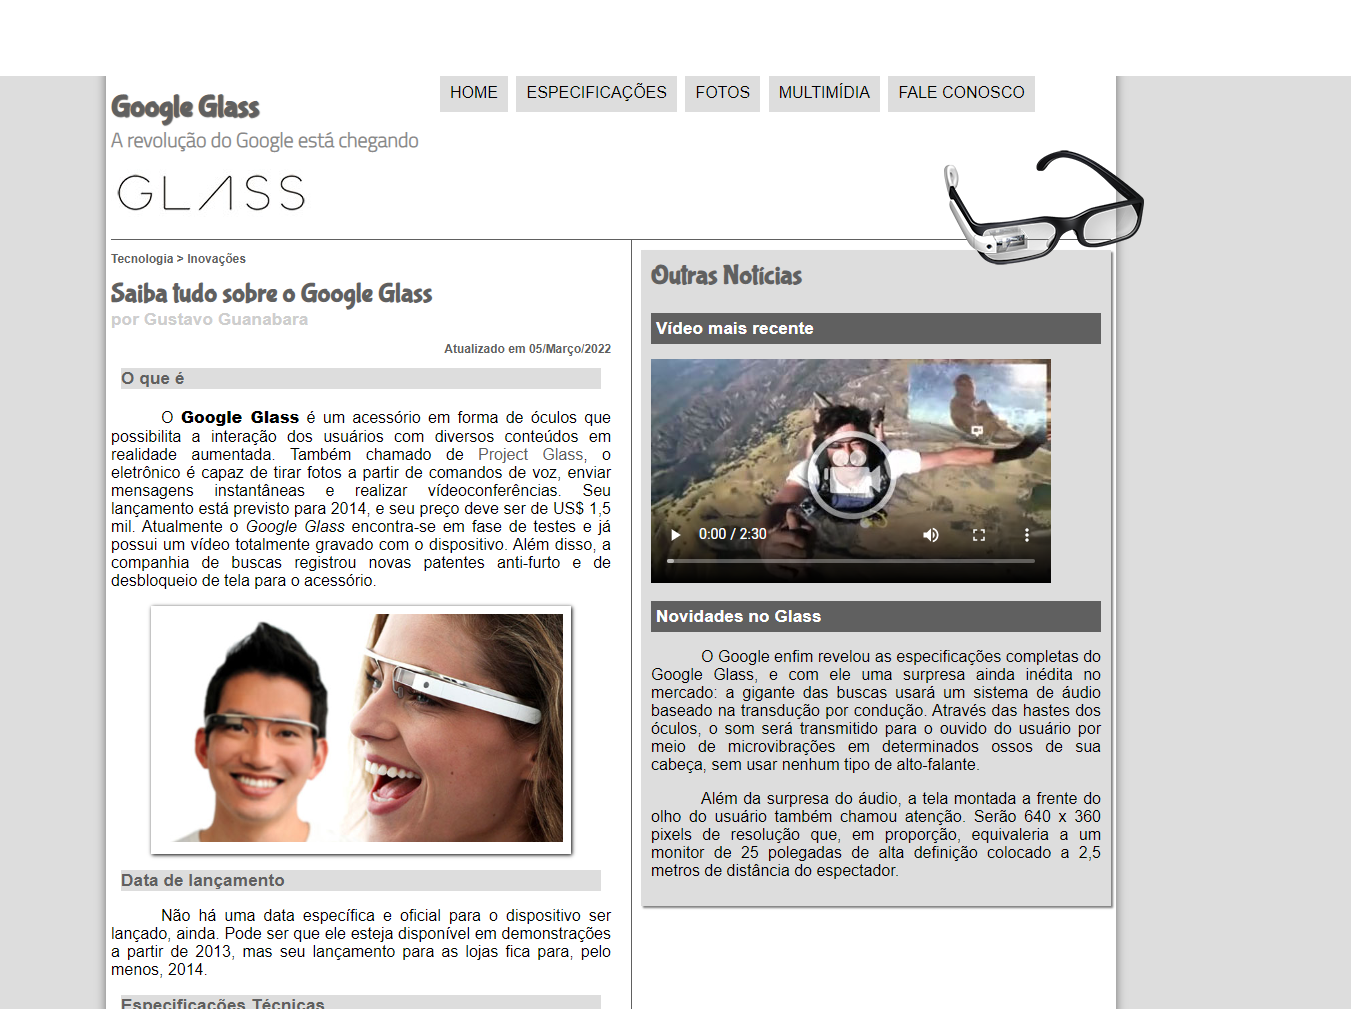 HOME ESPECIFICAÇÕES FOTOS MULTIMÍDIA FALE CONOSCO
Google Glass
A revolução do Google está chegando
GLASS
Tecnologia > Inovações
Saiba tudo sobre o Google Glass
por Gustavo Guanabara
Atualizado em 05/Março/2022
O que é
O Google Glass é um acessório em forma de óculos que
possibilita a interação dos usuários com diversos conteúdos em
realidade aumentada. Também chamado de Project Glass, o
eletrônico é capaz de tirar fotos a partir de comandos de voz, enviar
mensagens instantâneas e realizar vídeoconferências. Seu
lançamento está previsto para 2014, e seu preço deve ser de US$ 1,5
mil. Atualmente o Google Glass encontra-se em fase de testes e já
possui um vídeo totalmente gravado com o dispositivo. Além disso, a
companhia de buscas registrou novas patentes anti-furto e de
desbloqueio de tela para o acessório.
Data de lançamento
Não há uma data específica e oficial para o dispositivo ser
lançado, ainda. Pode ser que ele esteja disponível em demonstrações
a partir de 2013, mas seu lançamento para as lojas fica para, pelo
menos, 2014.
Especificações Técnicas
Outras Notícias
Vídeo mais recente
0:00 / 2:30
Novidades no Glass
O Google enfim revelou as especificações completas do
Google Glass, e com ele uma surpresa ainda inédita no
mercado: a gigante das buscas usará um sistema de áudio
baseado na transdução por condução. Através das hastes dos
óculos, o som será transmitido para o ouvido do usuário por
meio de microvibrações em determinados ossos de sua
cabeça, sem usar nenhum tipo de alto-falante.
Além da surpresa do áudio, a tela montada a frente do
olho do usuário também chamou atenção. Serão 640 x 360
pixels de resolução que, em proporção, equivaleria a um
monitor de 25 polegadas de alta definição colocado a 2,5
metros de distância do espectador.